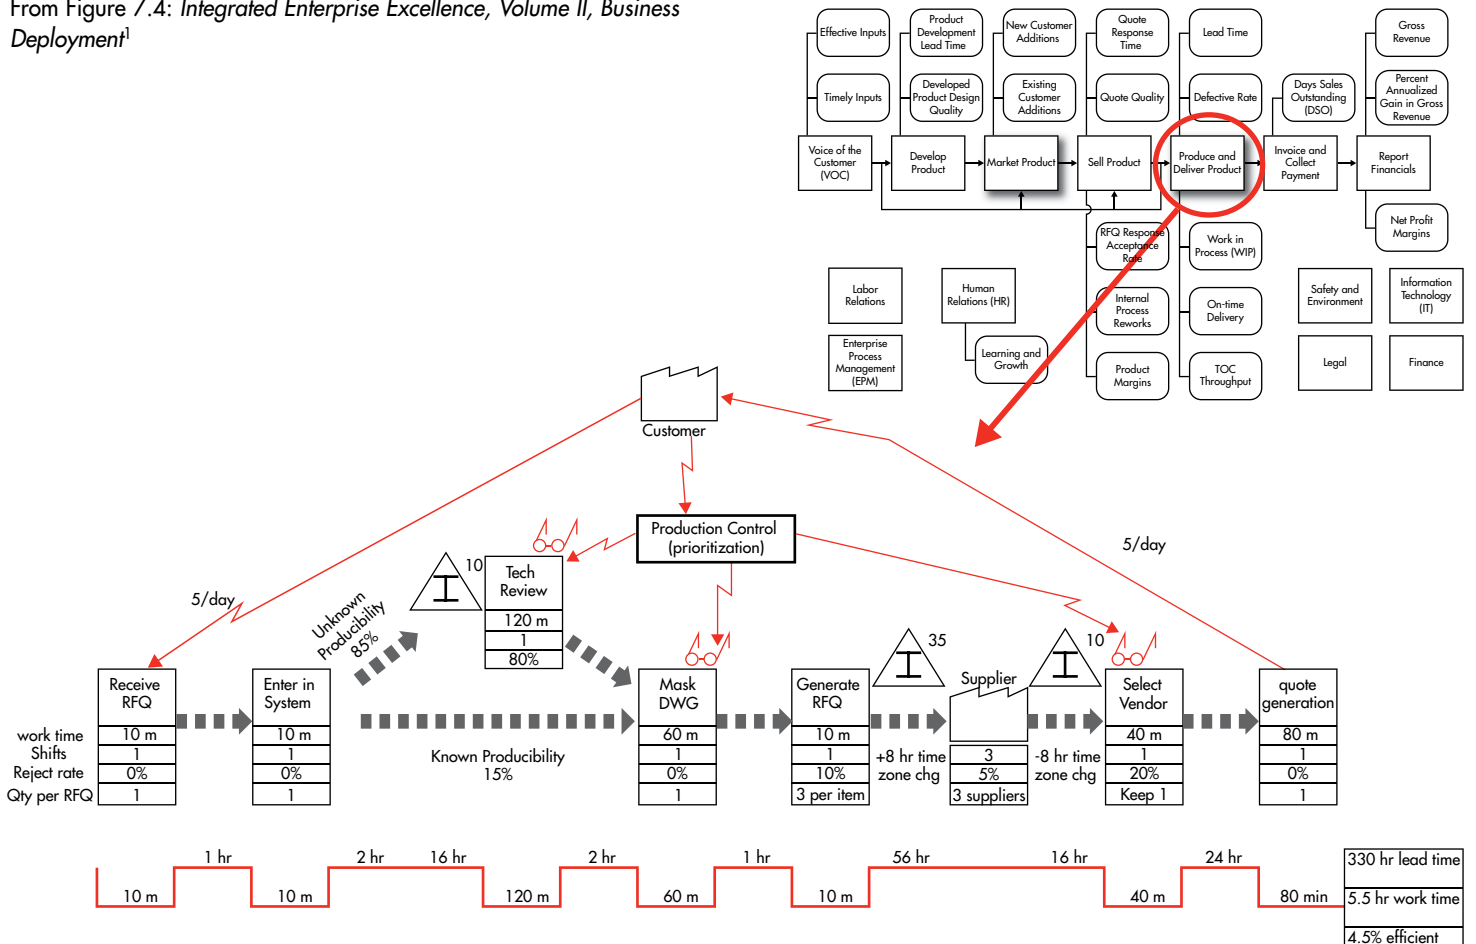 From Figure 7.4: Integrated Enterprise Excellence, Volume II, Business
Deployment1
Effective Inputs
Product
Development
Lead Time
New Customer
Additions
Quote
Response
Time
Lead Time
Gross
Revenue
Timely Inputs
Developed
Product Design
Quality
Existing
Customer
Additions
Quote Quality
Defective Rate
Days Sales
Outstanding
(DSO)
Percent
Annualized
Gain in Gross
Revenue
Voice of the
Customer
(VOC)
Develop
Product
Market Product
Sell Product
Produce and
Deliver Product
Invoice and
Collect
Payment
Report
Financials
RFQ Response
Acceptance
Rate
Work in
Process (WIP)
Net Profit
Margins
Labor
Relations
Human
Relations (HR)
Internal
Process
Reworks
On-time
Delivery
Safety and
Environment
Information
Technology
(IT)
Enterprise
Process
Management
(EPM)
Learning and
Growth
Product
Margins
TOC
Throughput
Legal
Finance
Customer
Production Control
(prioritization)
5/day
5/day
Unknown
Producibility
85%
I
10
Tech
Review
120 m
1
80%
Receive
RFQ
Enter in
System
Mask
DWG
Generate
RFQ
I
35
Supplier
I
10
Select
Vendor
quote
generation
work time
10 m
10 m
60 m
10 m
40 m
80 m
Shifts
1
1
1
1
3
1
1
Reject rate
0%
0%
0%
10%
5%
20%
0%
Qty per RFQ
1
1
1
3 per item
3 suppliers
Keep 1
1
Known Producibility
15%
+8 hr time
zone chg
-8 hr time
zone chg
1 hr
2 hr
16 hr
2 hr
1 hr
56 hr
16 hr
24 hr
330 hr lead time
10 m
10 m
120 m
60 m
10 m
40 m
80 min
5.5 hr work time
4.5% efficient